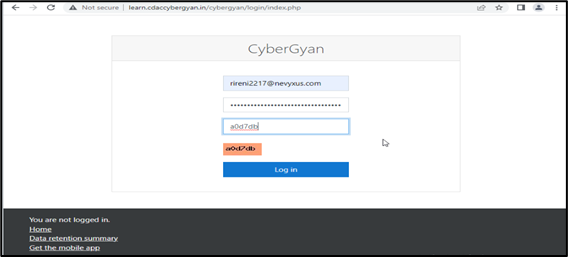 Not secure | learn.cdaccybergyan.in/cybergyan/login/index.php
CyberGyan
rireni2217@nevyxus.com
••••••••••••••••••••••••••••••••
a0d7db
a0d7db
Log in
You are not logged in.
Home
Data retention summary
Get the mobile app